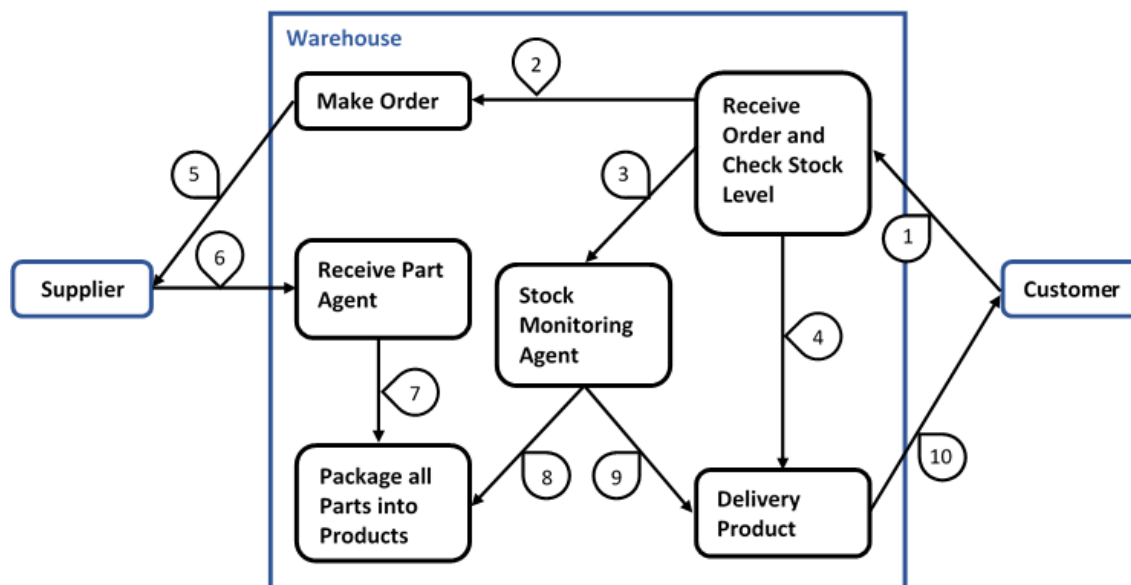 Warehouse
2
Make Order
Receive
Order and
Check Stock
Level
5
3
1
6
Receive Part
Agent
Supplier
Stock
Monitoring
Agent
Customer
4
7
Package all
Parts into
Products
8
9
Delivery
Product
10